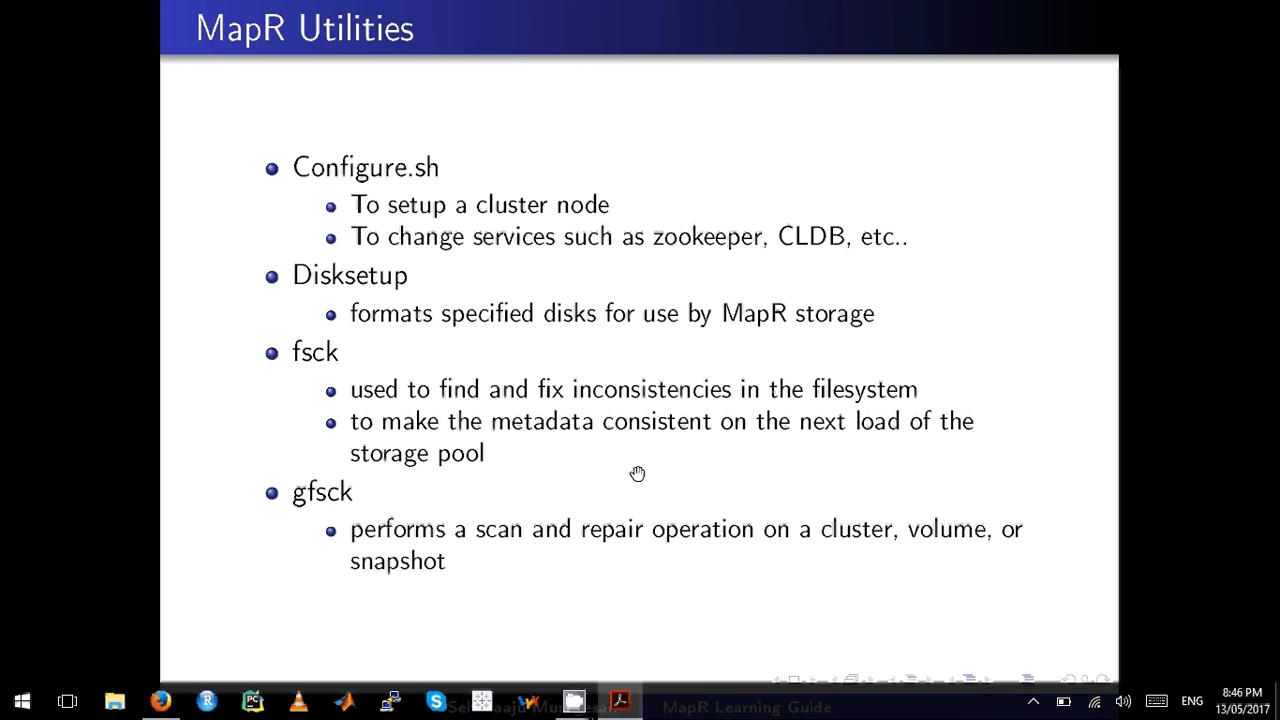 MapR Utilities
Configure.sh
To setup a cluster node
To change services such as zookeeper, CLDB, etc..
Disksetup
formats specified disks for use by MapR storage
fsck
used to find and fix inconsistencies in the filesystem
to make the metadata consistent on the next load of the
storage pool
gfsck
performs a scan and repair operation on a cluster, volume, or
snapshot
MapR Learning Guide
ENG
8:46 PM
13/05/2017